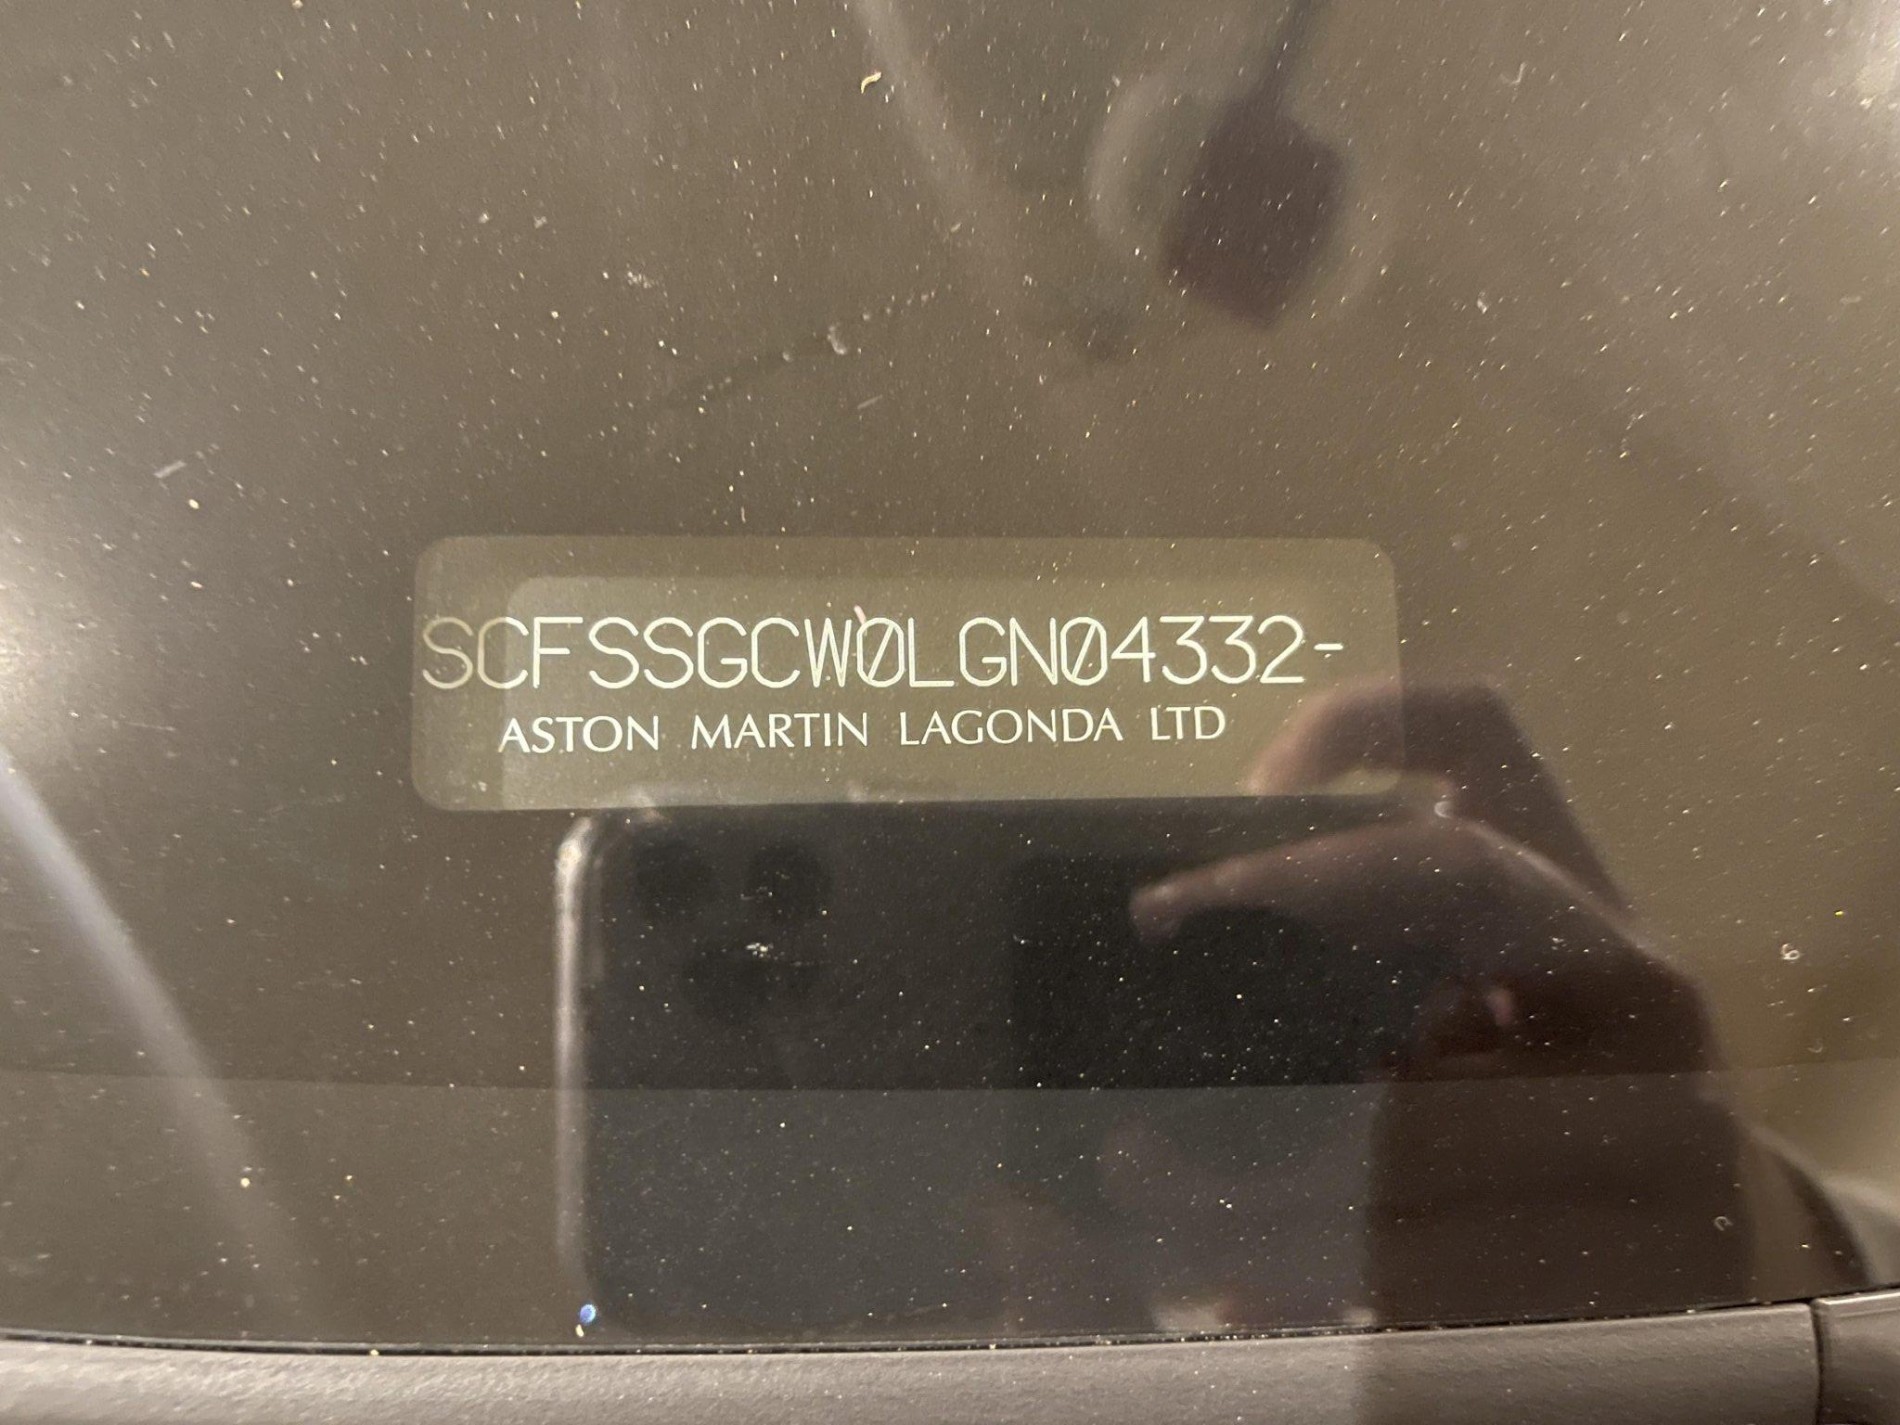 SCFSSGCW0LGN04332-
ASTON MARTIN LAGONDA LTD